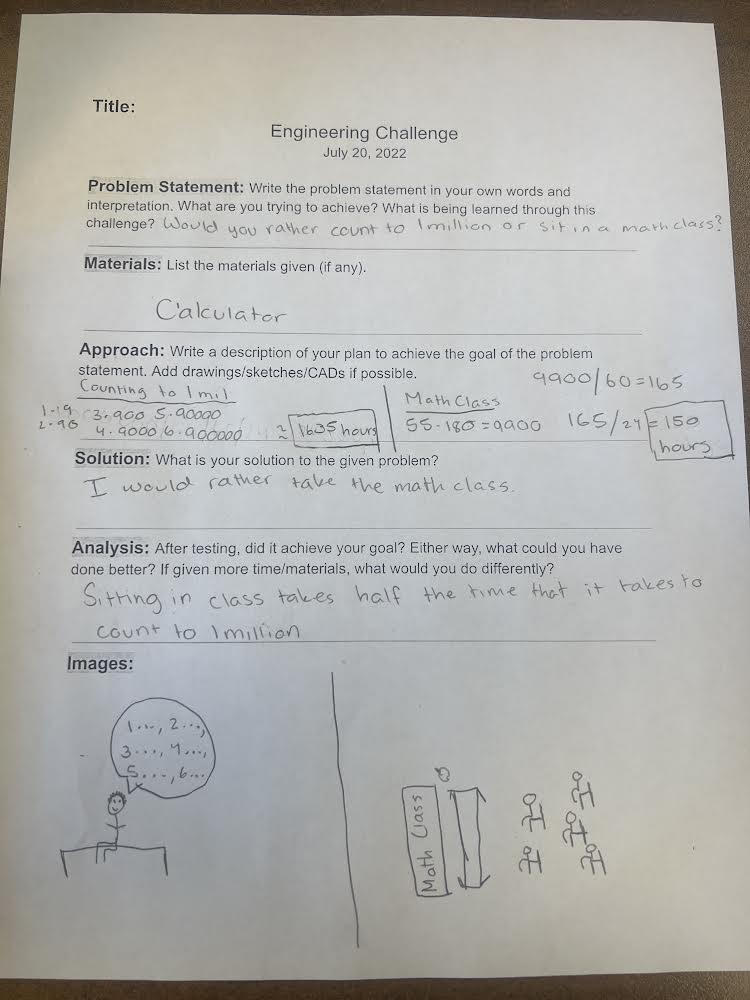 Title:
Engineering Challenge
July 20, 2022
Problem Statement: Write the problem statement in your own words and
interpretation. What are you trying to achieve? What is being learned through this
challenge? Would you rather count to 1 million or sit in a math class?
Materials: List the materials given (if any).
Calculator
Approach: Write a description of your plan to achieve the goal of the problem
statement. Add drawings/sketches/CADs if possible.
Counting to 1 mil
1-19 3.900 5.90000
2.90 4.9000 6.900000 ≈ 1635 hours
Math Class
55-180=9900
9900/60=165
165/24=150
hours
Solution: What is your solution to the given problem?
I would rather take the math class.
Analysis: After testing, did it achieve your goal? Either way, what could you have
done better? If given more time/materials, what would you do differently?
Sitting in class takes half the time that it takes to
count to 1 million
Images:
1..., 2...,
3..., 4...,
5..., 6...
Math Class